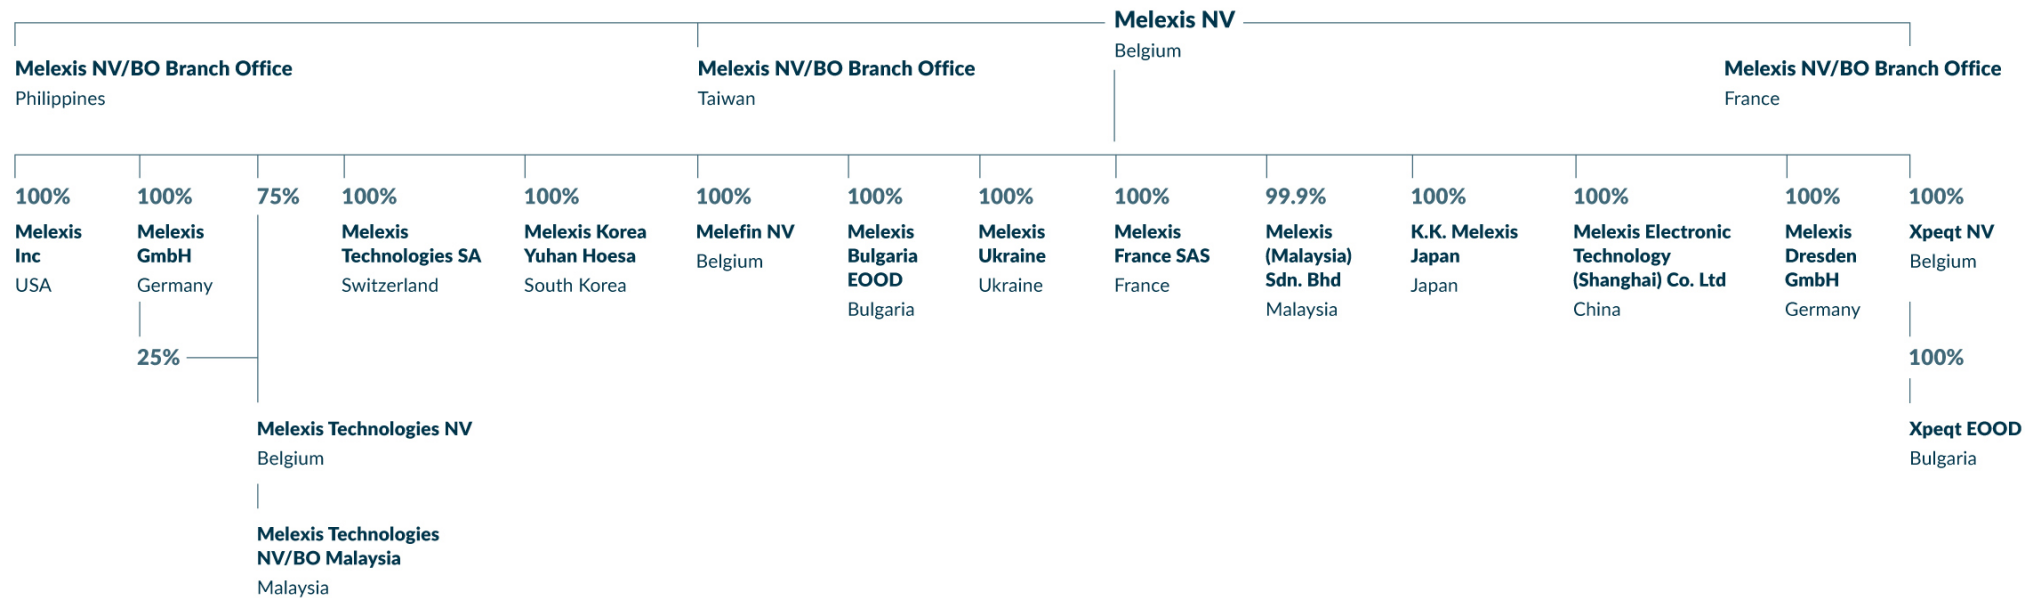 Melexis NV
Belgium
Melexis NV/BO Branch Office
Philippines
Melexis NV/BO Branch Office
Taiwan
Melexis NV/BO Branch Office
France
100%
Melexis
Inc
USA
100%
Melexis
GmbH
Germany
25%
75%
Melexis Technologies NV
Belgium
Melexis Technologies
NV/BO Malaysia
Malaysia
100%
Melexis
Technologies SA
Switzerland
100%
Melexis Korea
Yuhan Hoesa
South Korea
100%
Melefin NV
Belgium
100%
Melexis
Bulgaria
EOOD
Bulgaria
100%
Melexis
Ukraine
Ukraine
100%
Melexis
France SAS
France
99.9%
Melexis
(Malaysia)
Sdn. Bhd
Malaysia
100%
K.K. Melexis
Japan
Japan
100%
Melexis Electronic
Technology
(Shanghai) Co. Ltd
China
100%
Melexis
Dresden
GmbH
Germany
100%
Xpeqt NV
Belgium
100%
Xpeqt EOOD
Bulgaria